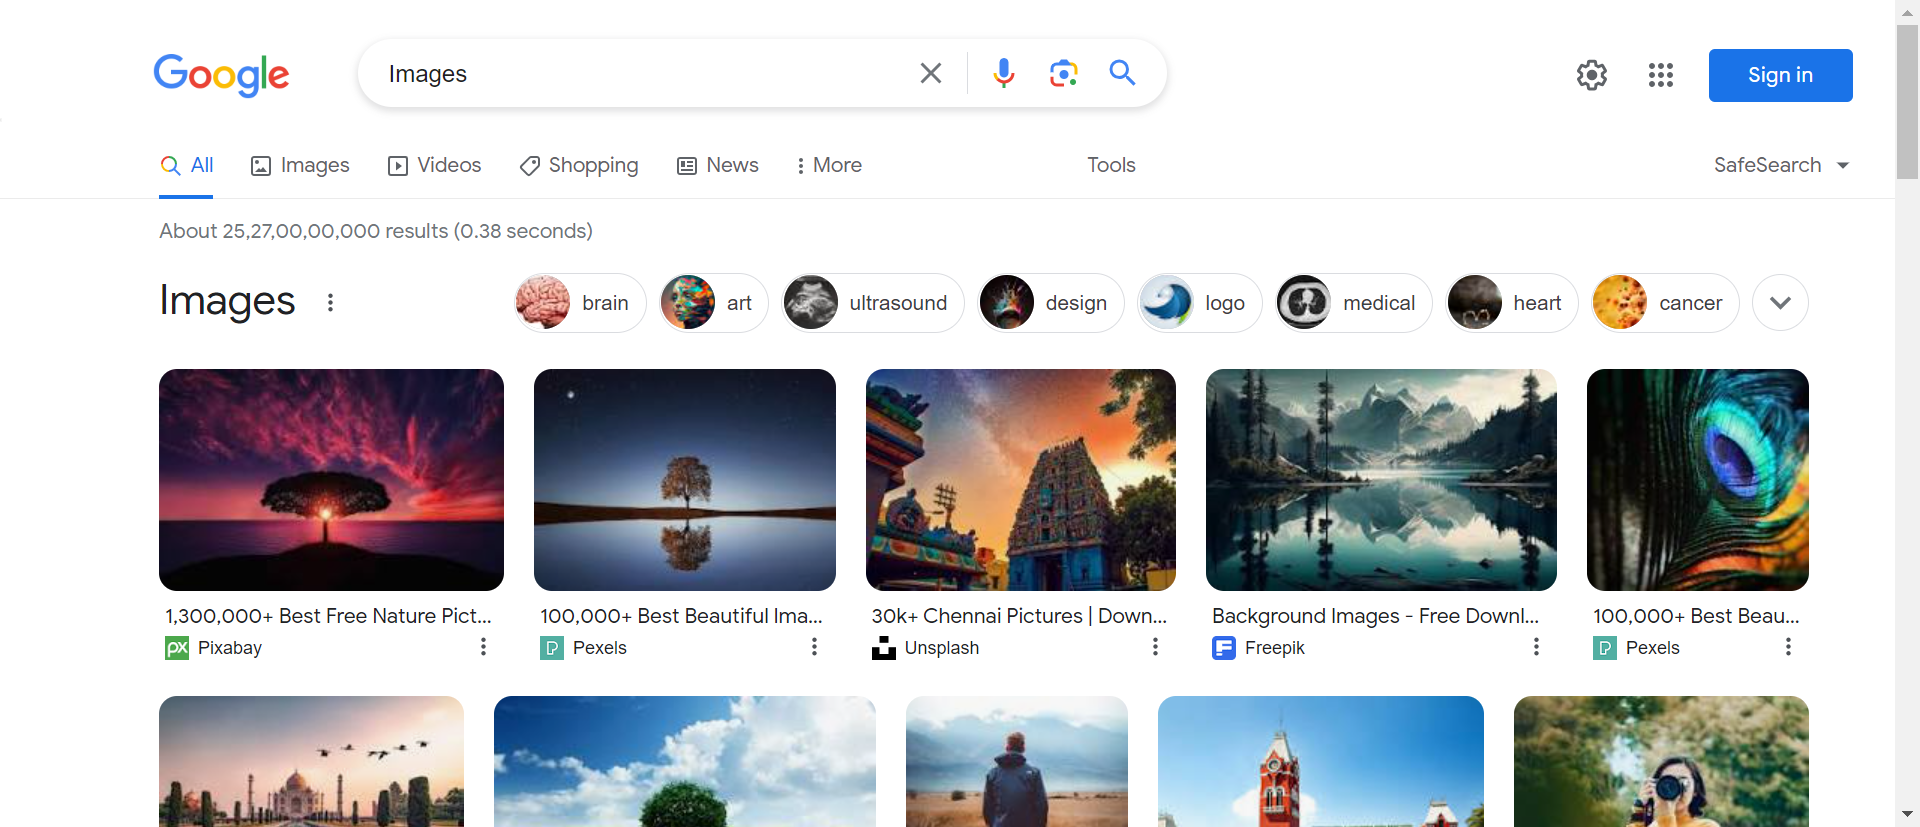 Google
Images
Sign in
All Images Videos Shopping News More Tools SafeSearch
About 25,27,00,00,000 results (0.38 seconds)
Images brain art ultrasound design logo medical heart cancer
1,300,000+ Best Free Nature Pict... 100,000+ Best Beautiful Ima... 30k+ Chennai Pictures | Down... Background Images - Free Downl... 100,000+ Best Beau...
px Pixabay P Pexels Unsplash Freepik P Pexels